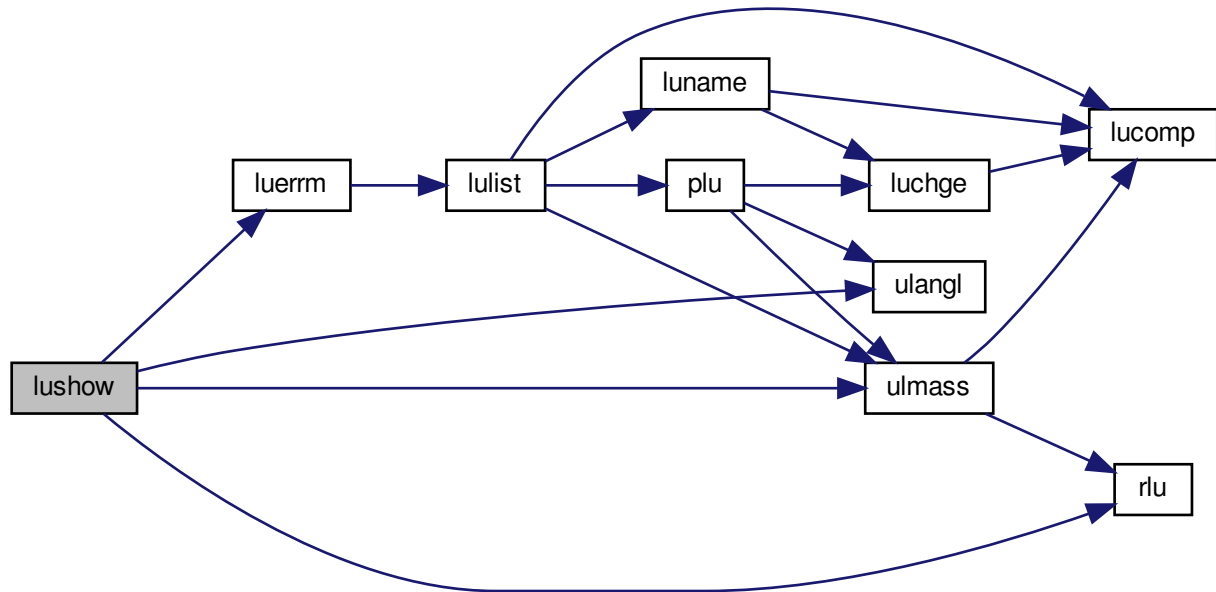 luname
lucomp
luerrm
lulist
plu
luchge
ulangl
lushow
ulmass
rlu